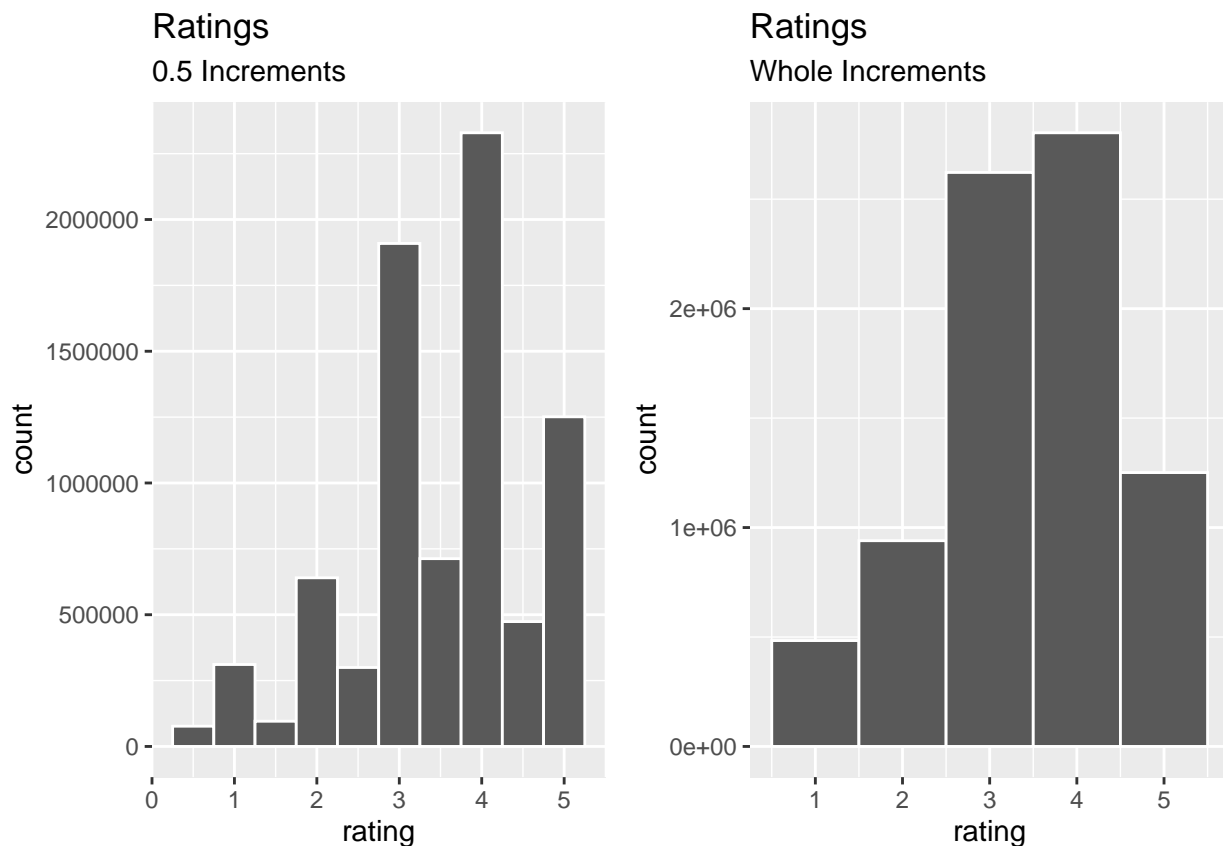 Ratings
0.5 Increments
2000000
1500000
1000000
500000
0
count
0 1 2 3 4 5
rating
Ratings
Whole Increments
2e+06
1e+06
0e+00
count
1 2 3 4 5
rating